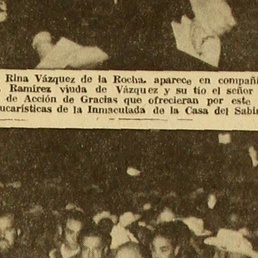 Rina Vázquez de la Rocha. aparece en compañí
Ramírez viuda de Vázquez y su tío el señor
de Acción de Gracias que ofrecieran por este
ucarísticas de la Inmaculada de la Casa del Sabi